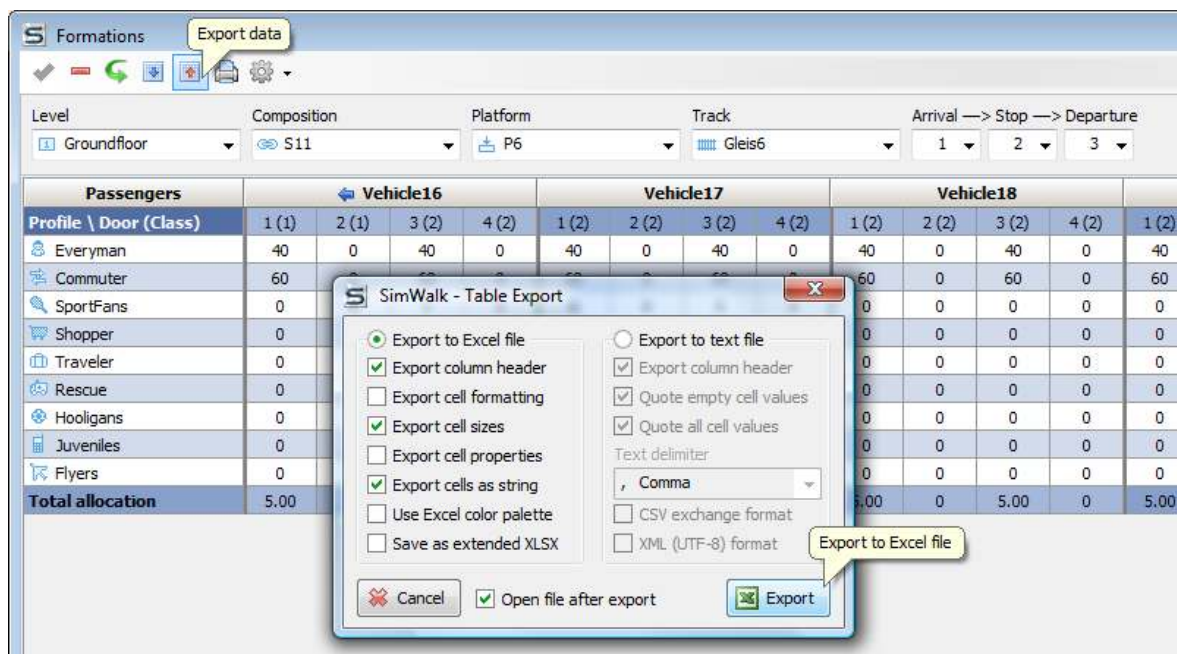 Formations
Export data
Level Composition Platform Track Arrival —> Stop —> Departure
Groundfloor S11 P6 Gleis6 1 2 3
Passengers Vehicle16 Vehicle17 Vehicle18
Profile \ Door (Class) 1 (1) 2 (1) 3 (2) 4 (2) 1 (2) 2 (2) 3 (2) 4 (2) 1 (2) 2 (2) 3 (2) 4 (2) 1 (2)
Everyman 40 0 40 0 40 0 40 0 40 0 40 0 40
Commuter 60 60 0 60 0 60
SportFans 0 0 0 0 0 0
Shopper 0 0 0 0 0 0
Traveler 0 0 0 0 0 0
Rescue 0 0 0 0 0 0
Hooligans 0 0 0 0 0 0
Juveniles 0 0 0 0 0 0
Flyers 0 0 0 0 0 0
Total allocation 5.00 5.00 0 5.00 0 5.00
SimWalk - Table Export
Export to Excel file
Export column header
Export cell formatting
Export cell sizes
Export cell properties
Export cells as string
Use Excel color palette
Save as extended XLSX
Export to text file
Export column header
Quote empty cell values
Quote all cell values
Text delimiter
, Comma
CSV exchange format
XML (UTF-8) format
Export to Excel file
Cancel
Open file after export
Export